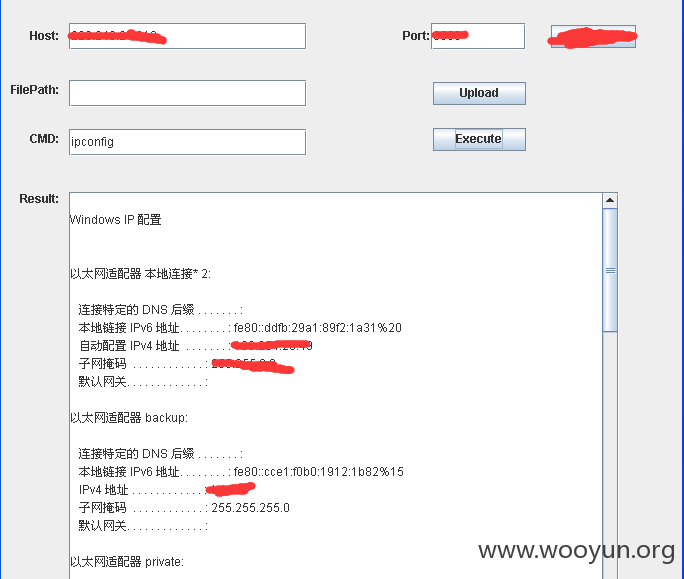 Host: Port:
FilePath: Upload
CMD: ipconfig Execute
Result:
Windows IP 配置
以太网适配器 本地连接* 2:
连接特定的 DNS 后缀 . . . . . . . :
本地链接 IPv6 地址. . . . . . . . : fe80::ddfb:29a1:89f2:1a31%20
自动配置 IPv4 地址 . . . . . . . :
子网掩码 . . . . . . . . . . . . :
默认网关. . . . . . . . . . . . . :
以太网适配器 backup:
连接特定的 DNS 后缀 . . . . . . . :
本地链接 IPv6 地址. . . . . . . . : fe80::cce1:f0b0:1912:1b82%15
IPv4 地址 . . . . . . . . . . . . :
子网掩码 . . . . . . . . . . . . : 255.255.255.0
默认网关. . . . . . . . . . . . . :
以太网适配器 private:
www.wooyun.org